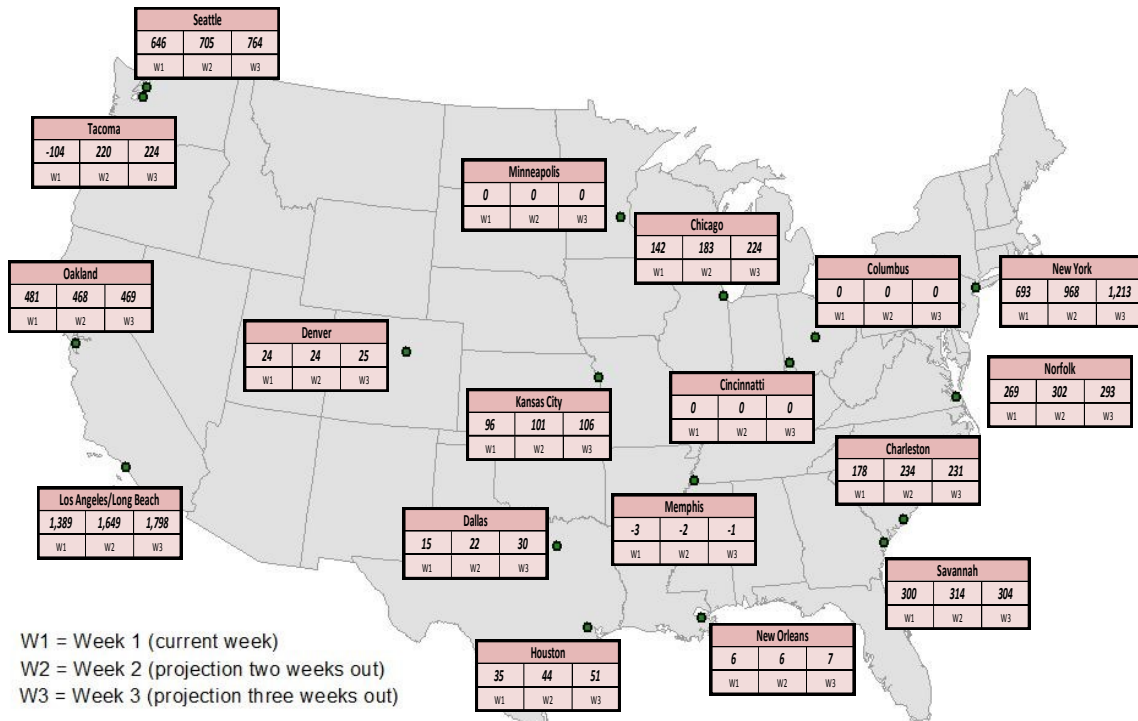 Seattle
646 705 764
W1 W2 W3
Tacoma
-104 220 224
W1 W2 W3
Minneapolis
0 0 0
W1 W2 W3
Chicago
142 183 224
W1 W2 W3
Oakland
481 468 469
W1 W2 W3
Columbus
0 0 0
W1 W2 W3
New York
693 968 1,213
W1 W2 W3
Denver
24 24 25
W1 W2 W3
Norfolk
269 302 293
W1 W2 W3
Cincinnatti
0 0 0
W1 W2 W3
Kansas City
96 101 106
W1 W2 W3
Charleston
178 234 231
W1 W2 W3
Los Angeles/Long Beach
1,389 1,649 1,798
W1 W2 W3
Memphis
-3 -2 -1
W1 W2 W3
Dallas
15 22 30
W1 W2 W3
Savannah
300 314 304
W1 W2 W3
New Orleans
6 6 7
W1 W2 W3
Houston
35 44 51
W1 W2 W3
W1 = Week 1 (current week)
W2 = Week 2 (projection two weeks out)
W3 = Week 3 (projection three weeks out)